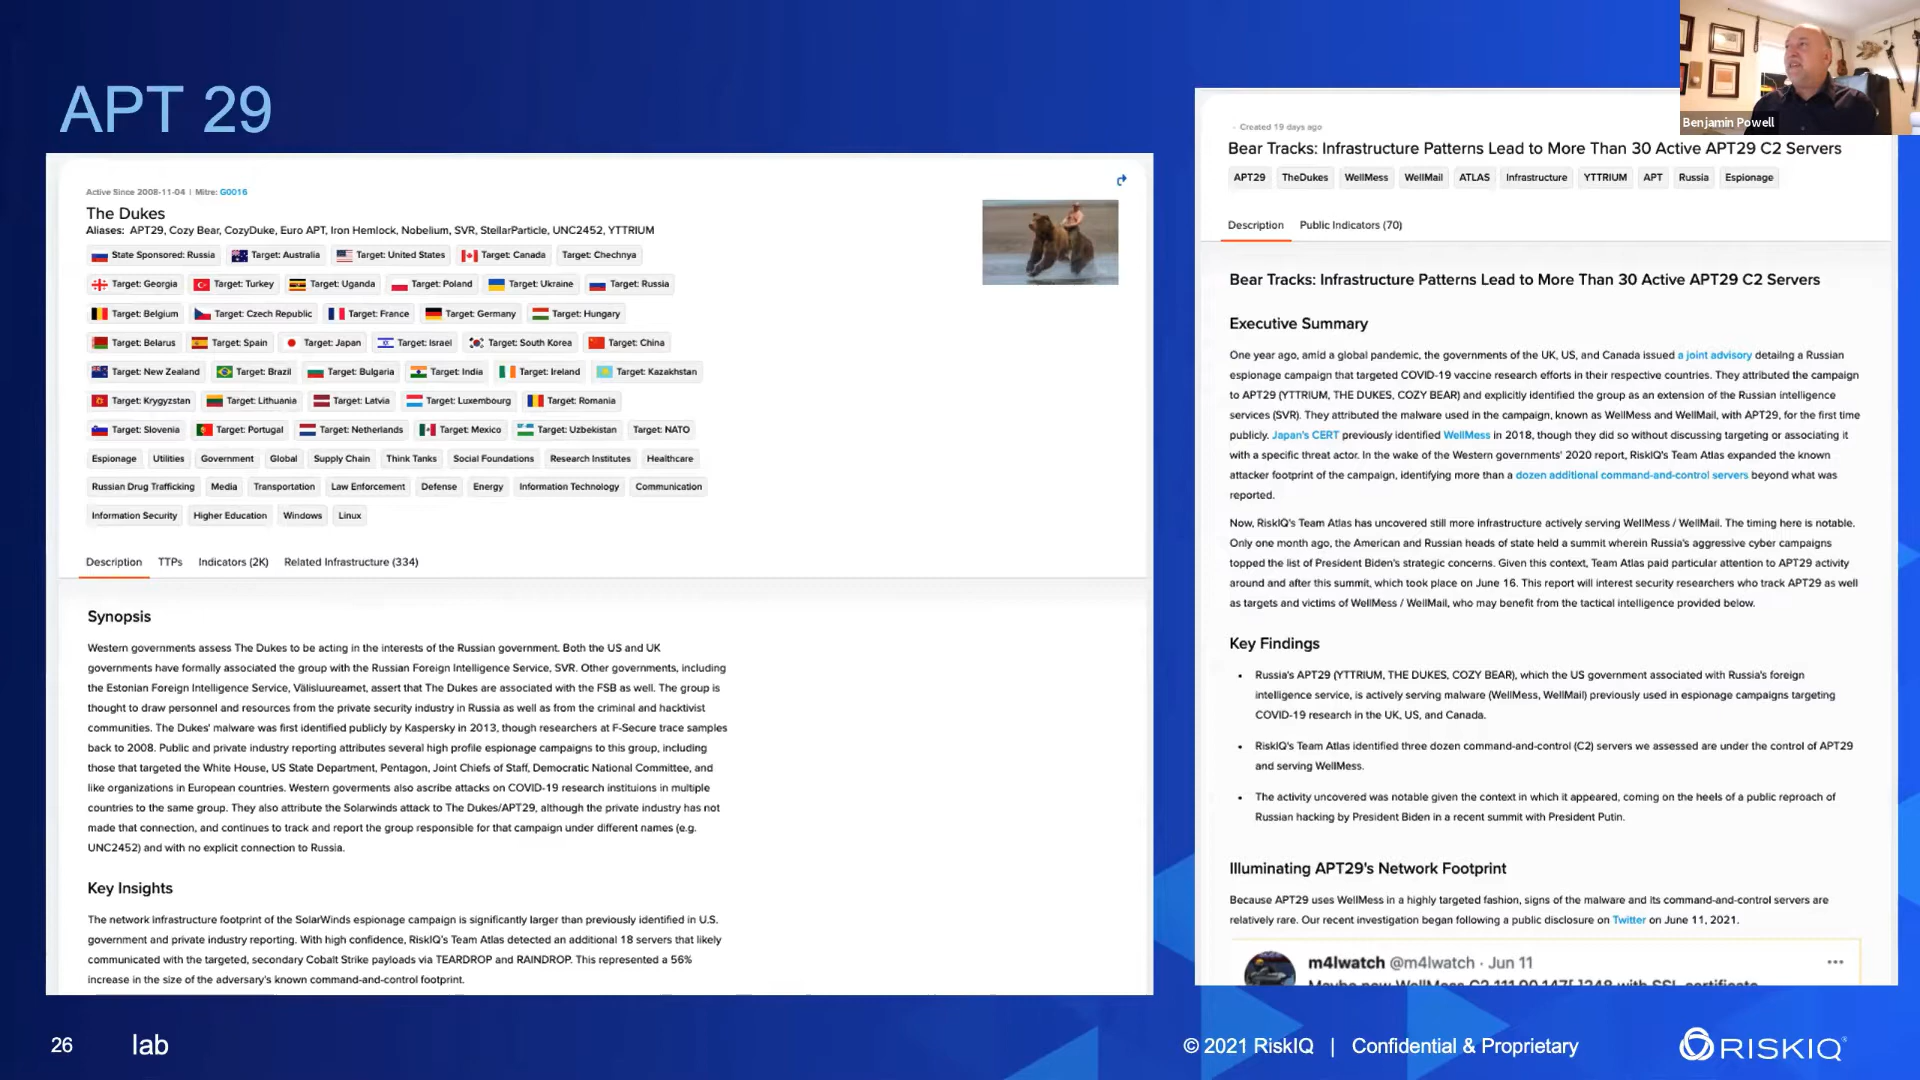 APT 29
Active Since 2008-11-04 | Mitre: G0016
The Dukes
Aliases: APT29, Cozy Bear, CozyDuke, Euro APT, Iron Hemlock, Nobelium, SVR, StellarParticle, UNC2452, YTTRIUM
State Sponsored: Russia Target: Australia Target: United States Target: Canada Target: Chechnya
Target: Georgia Target: Turkey Target: Uganda Target: Poland Target: Ukraine Target: Russia
Target: Belgium Target: Czech Republic Target: France Target: Germany Target: Hungary
Target: Belarus Target: Spain Target: Japan Target: Israel Target: South Korea Target: China
Target: New Zealand Target: Brazil Target: Bulgaria Target: India Target: Ireland Target: Kazakhstan
Target: Krygyzstan Target: Lithuania Target: Latvia Target: Luxembourg Target: Romania
Target: Slovenia Target: Portugal Target: Netherlands Target: Mexico Target: Uzbekistan Target: NATO
Espionage Utilities Government Global Supply Chain Think Tanks Social Foundations Research Institutes Healthcare
Russian Drug Trafficking Media Transportation Law Enforcement Defense Energy Information Technology Communication
Information Security Higher Education Windows Linux
Description TTPs Indicators (2K) Related Infrastructure (334)
Synopsis
Western governments assess The Dukes to be acting in the interests of the Russian government. Both the US and UK
governments have formally associated the group with the Russian Foreign Intelligence Service, SVR. Other governments, including
the Estonian Foreign Intelligence Service, Välisluureamet, assert that The Dukes are associated with the FSB as well. The group is
thought to draw personnel and resources from the private security industry in Russia as well as from the criminal and hacktivist
communities. The Dukes' malware was first identified publicly by Kaspersky in 2013, though researchers at F-Secure trace samples
back to 2008. Public and private industry reporting attributes several high profile espionage campaigns to this group, including
those that targeted the White House, US State Department, Pentagon, Joint Chiefs of Staff, Democratic National Committee, and
like organizations in European countries. Western goverments also ascribe attacks on COVID-19 research instituions in multiple
countries to the same group. They also attribute the Solarwinds attack to The Dukes/APT29, although the private industry has not
made that connection, and continues to track and report the group responsible for that campaign under different names (e.g.
UNC2452) and with no explicit connection to Russia.
Key Insights
The network infrastructure footprint of the SolarWinds espionage campaign is significantly larger than previously identified in U.S.
government and private industry reporting. With high confidence, RiskIQ's Team Atlas detected an additional 18 servers that likely
communicated with the targeted, secondary Cobalt Strike payloads via TEARDROP and RAINDROP. This represented a 56%
increase in the size of the adversary's known command-and-control footprint.
- Created 19 days ago
Bear Tracks: Infrastructure Patterns Lead to More Than 30 Active APT29 C2 Servers
APT29 TheDukes WellMess WellMail ATLAS Infrastructure YTTRIUM APT Russia Espionage
Description Public Indicators (70)
Bear Tracks: Infrastructure Patterns Lead to More Than 30 Active APT29 C2 Servers
Executive Summary
One year ago, amid a global pandemic, the governments of the UK, US, and Canada issued a joint advisory detailng a Russian
espionage campaign that targeted COVID-19 vaccine research efforts in their respective countries. They attributed the campaign
to APT29 (YTTRIUM, THE DUKES, COZY BEAR) and explicitly identified the group as an extension of the Russian intelligence
services (SVR). They attributed the malware used in the campaign, known as WellMess and WellMail, with APT29, for the first time
publicly. Japan's CERT previously identified WellMess in 2018, though they did so without discussing targeting or associating it
with a specific threat actor. In the wake of the Western governments' 2020 report, RiskIQ's Team Atlas expanded the known
attacker footprint of the campaign, identifying more than a dozen additional command-and-control servers beyond what was
reported.
Now, RiskIQ's Team Atlas has uncovered still more infrastructure actively serving WellMess / WellMail. The timing here is notable.
Only one month ago, the American and Russian heads of state held a summit wherein Russia's aggressive cyber campaigns
topped the list of President Biden's strategic concerns. Given this context, Team Atlas paid particular attention to APT29 activity
around and after this summit, which took place on June 16. This report will interest security researchers who track APT29 as well
as targets and victims of WellMess / WellMail, who may benefit from the tactical intelligence provided below.
Key Findings
• Russia's APT29 (YTTRIUM, THE DUKES, COZY BEAR), which the US government associated with Russia's foreign
intelligence service, is actively serving malware (WellMess, WellMail) previously used in espionage campaigns targeting
COVID-19 research in the UK, US, and Canada.
• RiskIQ's Team Atlas identified three dozen command-and-control (C2) servers we assessed are under the control of APT29
and serving WellMess.
• The activity uncovered was notable given the context in which it appeared, coming on the heels of a public reproach of
Russian hacking by President Biden in a recent summit with President Putin.
Illuminating APT29's Network Footprint
Because APT29 uses WellMess in a highly targeted fashion, signs of the malware and its command-and-control servers are
relatively rare. Our recent investigation began following a public disclosure on Twitter on June 11, 2021.
m4lwatch @m4lwatch · Jun 11
Maybe new WellMess C2 111.90.147[.]248 with SSL certificate
Benjamin Powell
26 lab
© 2021 RiskIQ | Confidential & Proprietary
RISKIQ